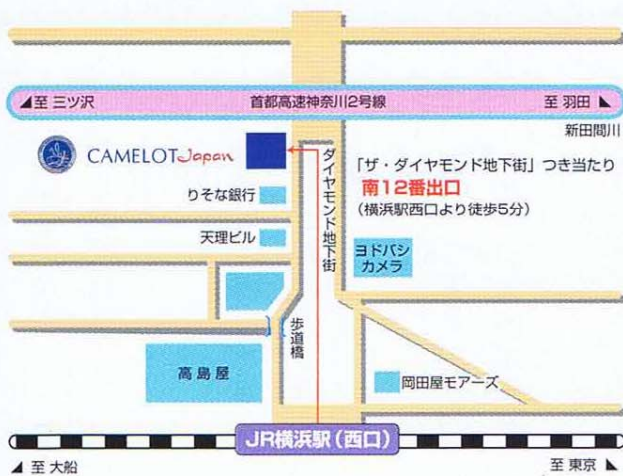 至 三ツ沢
首都高速神奈川2号線
至 羽田
新田間川
CAMELOT Japan
ダイヤモンド地下街
「ザ・ダイヤモンド地下街」つき当たり
南12番出口
(横浜駅西口より徒歩5分)
りそな銀行
天理ビル
ヨドバシ
カメラ
歩道橋
高島屋
岡田屋モアーズ
JR横浜駅(西口)
至 大船
至 東京